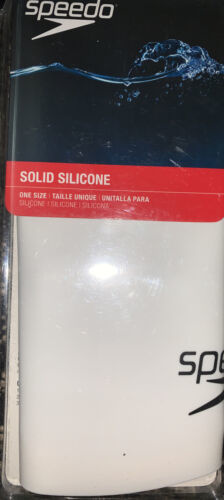 speedo
SOLID SILICONE
ONE SIZE | TAILLE UNIQUE | UNITALLA PARA
SILICONE | SILICONE | SILICONA
spe